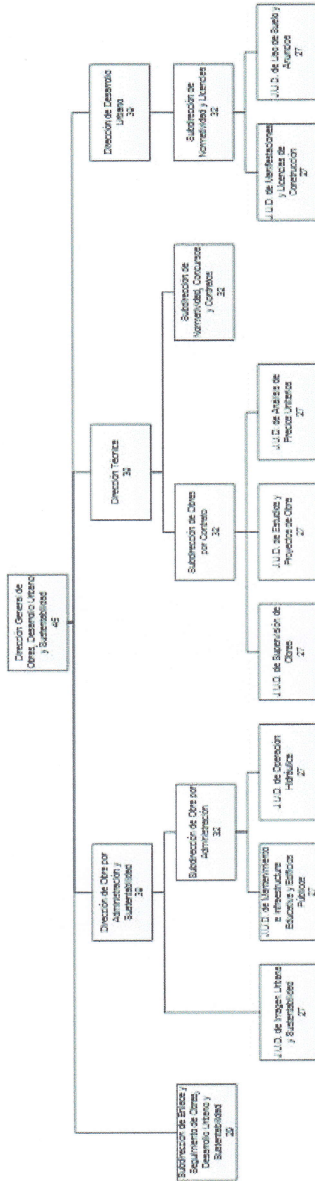 Dirección General de
Obras, Desarrollo Urbano
y Sustentabilidad
45
Subdirección de Enlace y
Seguimiento de Obras,
Desarrollo Urbano y
Sustentabilidad
29
Dirección de Obra por
Administración y
Sustentabilidad
39
Dirección Técnica
39
Dirección de Desarrollo
Urbano
39
Subdirección de Obra por
Administración
32
Subdirección de Obras
por Contrato
32
Subdirección de
Normatividad, Concursos
y Contratos
32
Subdirección de
Normatividad y Licencias
32
J.U.D. de Imagen Urbana
y Sustentabilidad
27
J.U.D. de Mantenimiento
e Infraestructura
Educativa y Edificios
Públicos
27
J.U.D. de Operación
Hidráulica
27
J.U.D. de Supervisión de
Obras
27
J.U.D. de Estudios y
Proyectos de Obra
27
J.U.D. de Análisis de
Precios Unitarios
27
J.U.D. de Manifestaciones
y Licencias de
Construcción
27
J.U.D. de Uso de Suelo y
Anuncios
27